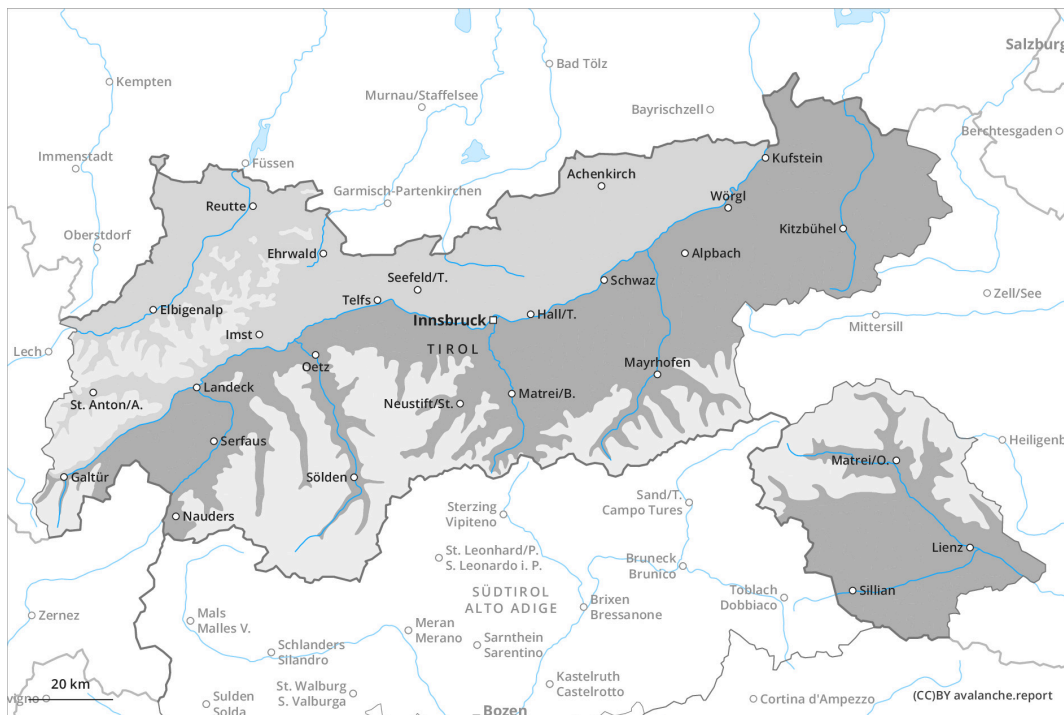 Salzburg
Kempten
Bad Tölz
Murnau/Staffelsee
Bayrischzell
Berchtesgaden
Immenstadt
Füssen
Kufstein
Garmisch-Partenkirchen
Achenkirch
Reutte
Wörgl
Oberstdorf
Kitzbühel
Ehrwald
Alpbach
Seefeld/T.
Schwaz
Zell/See
Telfs
Elbigenalp
Innsbruck
Hall/T.
Mittersill
Imst
TIROL
Lech
Oetz
Mayrhofen
Landeck
St. Anton/A.
Neustift/St.
Matrei/B.
Serfaus
Heiligenb
Matrei/O.
Galtür
Sölden
Sand/T.
Campo Tures
Sterzing
Vipiteno
Nauders
Lienz
St. Leonhard/P.
S. Leonardo i. P.
Bruneck
Brunico
SÜDTIROL
ALTO ADIGE
Sillian
Toblach
Dobbiaco
Brixen
Bressanone
Zernez
Mals
Malles V.
Meran
Merano
Sarnthein
Sarentino
Schlanders
Silandro
Kastelruth
Castelrotto
20 km
St. Walburg
S. Valburga
vigno
Sulden
Solda
Cortina d'Ampezzo
(CC)BY avalanche.report
Bozen